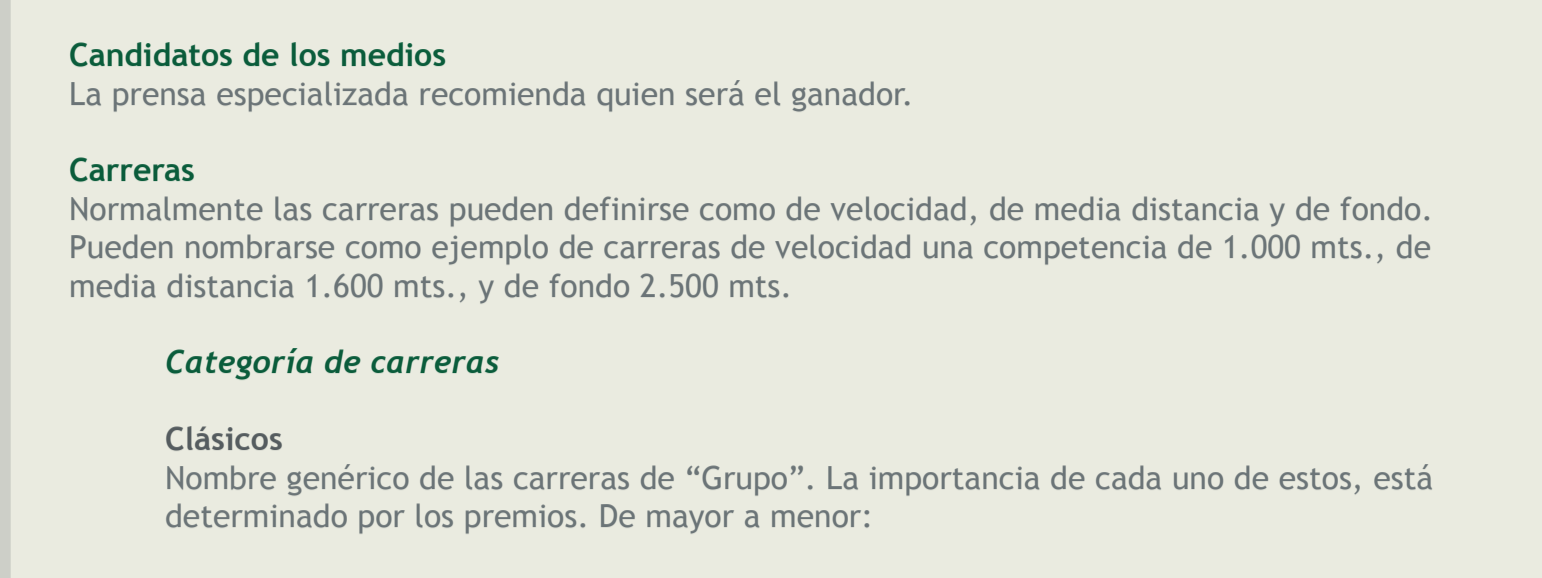 Candidatos de los medios
La prensa especializada recomienda quien será el ganador.
Carreras
Normalmente las carreras pueden definirse como de velocidad, de media distancia y de fondo.
Pueden nombrarse como ejemplo de carreras de velocidad una competencia de 1.000 mts., de
media distancia 1.600 mts., y de fondo 2.500 mts.
Categoría de carreras
Clásicos
Nombre genérico de las carreras de “Grupo”. La importancia de cada uno de estos, está
determinado por los premios. De mayor a menor: